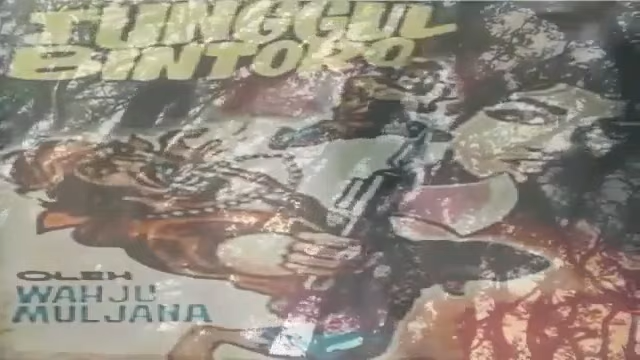 TUNGGUL
BINTORO
OLEH
WAHJU
MULJANA